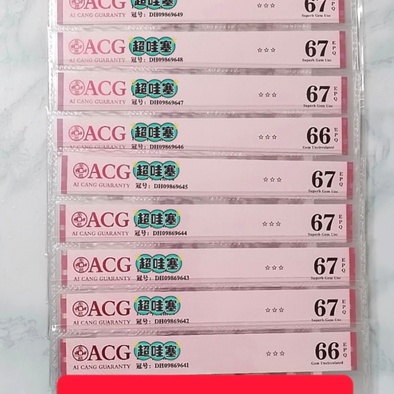 ACG 超哇塞 ☆☆☆ 67 EPQ
AI CANG GUARANTY 冠号：DH09869649 Superb Gem Unc
ACG 超哇塞 ☆☆☆ 67 EPQ
AI CANG GUARANTY 冠号：DH09869648 Superb Gem Unc
ACG 超哇塞 ☆☆☆ 67 EPQ
AI CANG GUARANTY 冠号：DH09869647 Superb Gem Unc
ACG 超哇塞 ☆☆☆ 66 EPQ
AI CANG GUARANTY 冠号：DH09869646 Gem Uncirculated
ACG 超哇塞 ☆☆☆ 67 EPQ
AI CANG GUARANTY 冠号：DH09869645 Superb Gem Unc
ACG 超哇塞 ☆☆☆ 67 EPQ
AI CANG GUARANTY 冠号：DH09869644 Superb Gem Unc
ACG 超哇塞 ☆☆☆ 67 EPQ
AI CANG GUARANTY 冠号：DH09869643 Superb Gem Unc
ACG 超哇塞 ☆☆☆ 67 EPQ
AI CANG GUARANTY 冠号：DH09869642 Superb Gem Unc
ACG 超哇塞 ☆☆☆ 66 EPQ
AI CANG GUARANTY 冠号：DH09869641 Gem Uncirculated